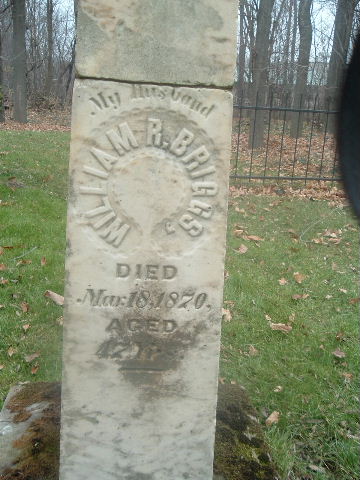 My Husband
WILLIAM R. BRIGGS
DIED
Mar. 18, 1870.
AGED